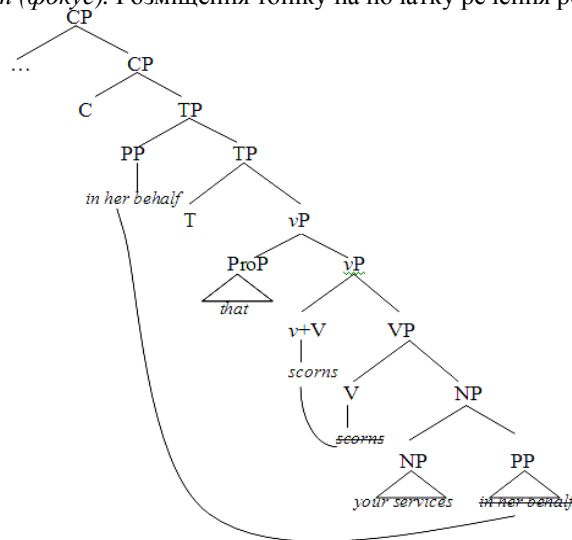 (фокус). Розміщення топіку на початку речення
CP
... CP
C TP
PP TP
in her behalf
T vP
ProP vP
that
v+V VP
scorns
V NP
scorns
NP PP
your services in her behalf